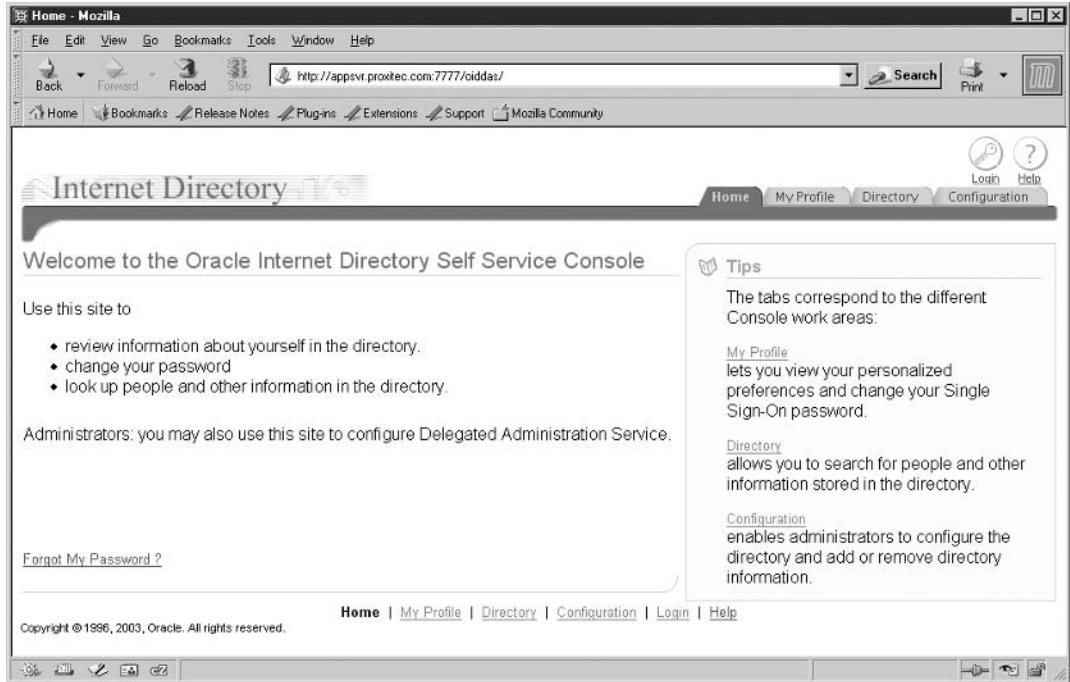 Home - Mozilla
File Edit View Go Bookmarks Tools Window Help
Back Forward Reload Stop http://appsvr.proxitec.com:7777/oiddas/ Search Print
Home Bookmarks Release Notes Plug-ins Extensions Support Mozilla Community
Login Help
Internet Directory
Home My Profile Directory Configuration
Welcome to the Oracle Internet Directory Self Service Console
Use this site to
• review information about yourself in the directory.
• change your password
• look up people and other information in the directory.
Administrators: you may also use this site to configure Delegated Administration Service.
Forgot My Password ?
Tips
The tabs correspond to the different
Console work areas:
My Profile
lets you view your personalized
preferences and change your Single
Sign-On password.
Directory
allows you to search for people and other
information stored in the directory.
Configuration
enables administrators to configure the
directory and add or remove directory
information.
Home | My Profile | Directory | Configuration | Login | Help
Copyright © 1996, 2003, Oracle. All rights reserved.